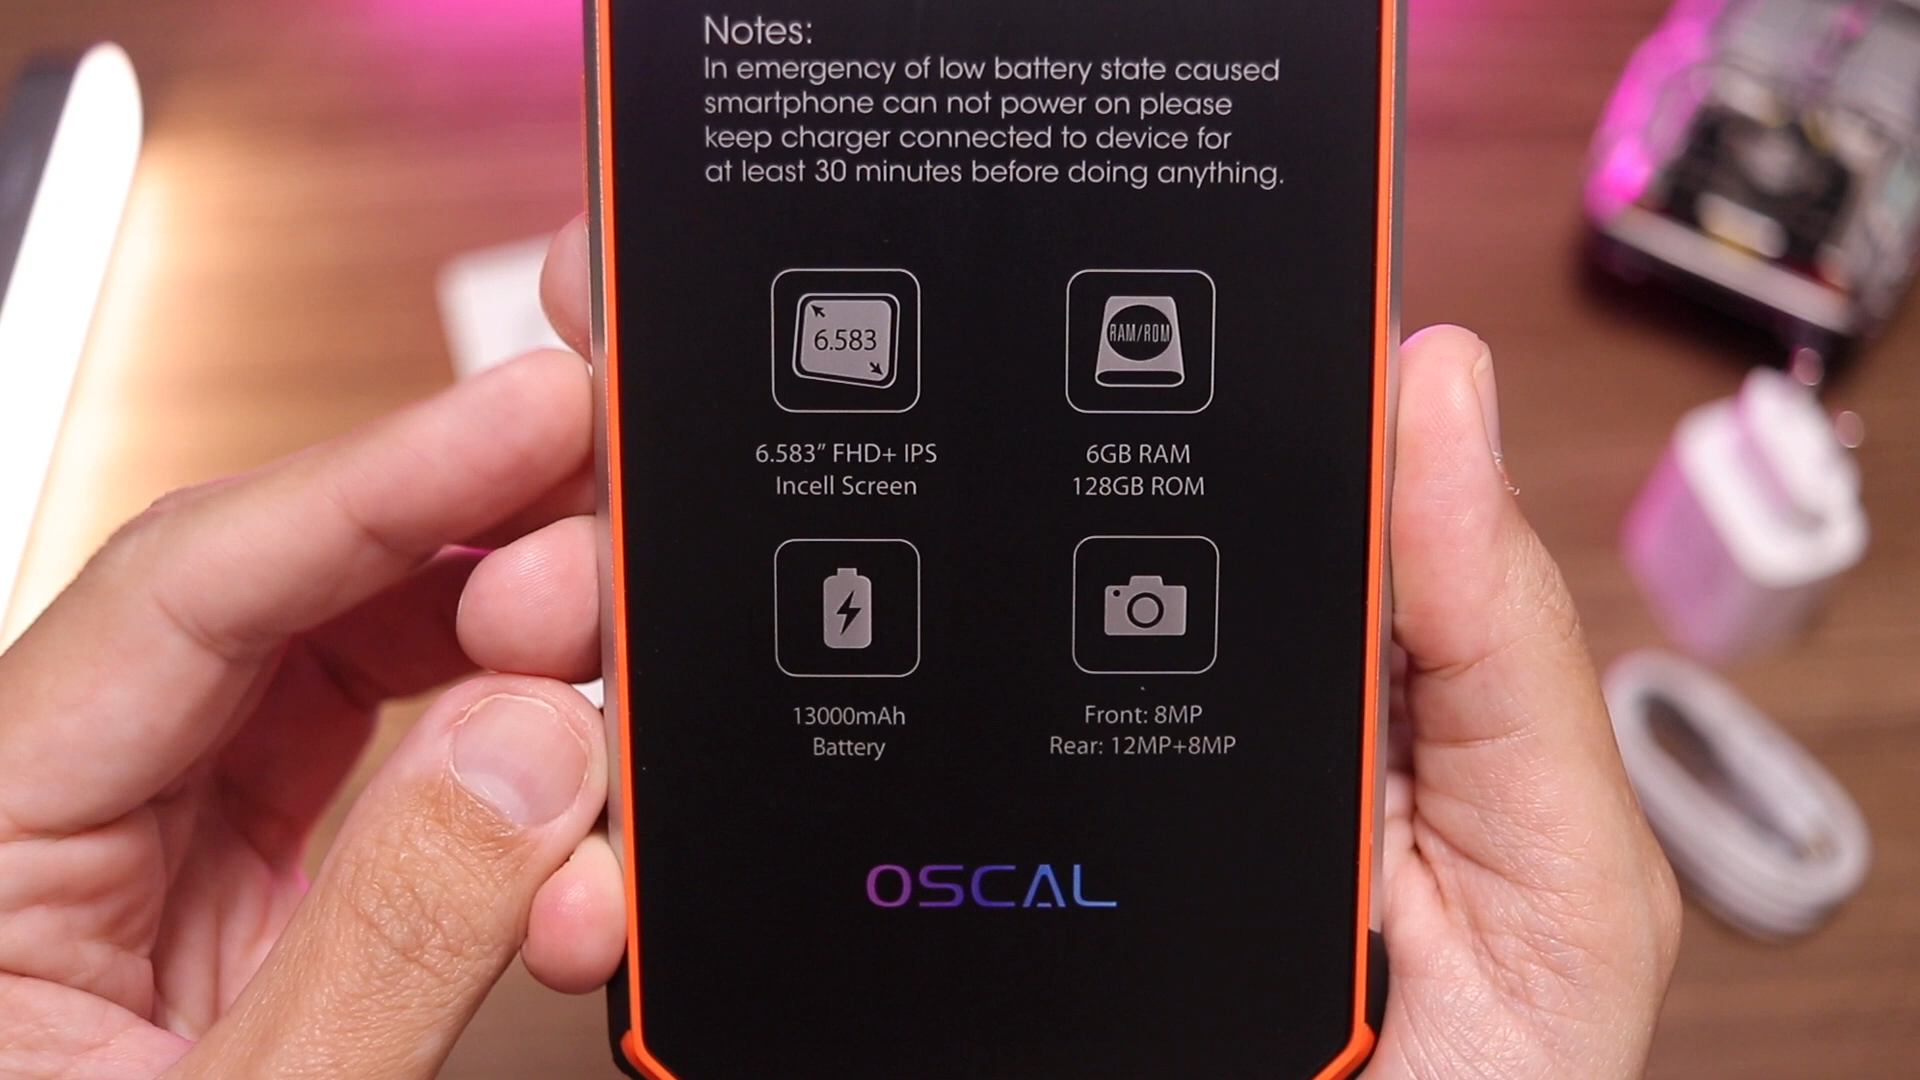 Notes:
In emergency of low battery state caused
smartphone can not power on please
keep charger connected to device for
at least 30 minutes before doing anything.
6.583
RAM/ROM
6.583” FHD+ IPS
Incell Screen
6GB RAM
128GB ROM
13000mAh
Battery
Front: 8MP
Rear: 12MP+8MP
OSCAL